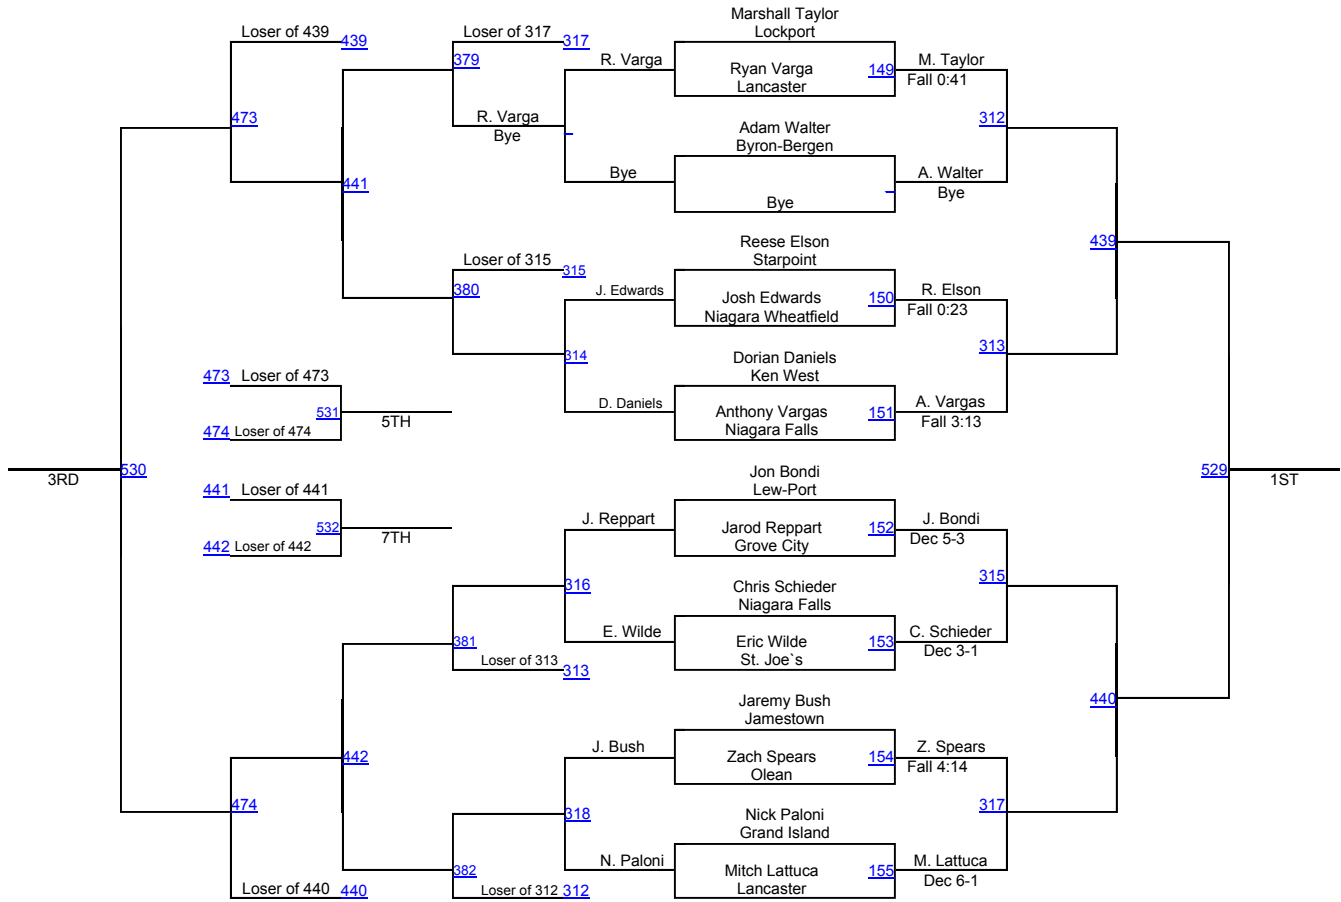 Marshall Taylor
Lockport
Loser of 439 439
Loser of 317 317
379
R. Varga
Ryan Varga 149
Lancaster
M. Taylor
Fall 0:41
473
R. Varga
Bye
312
Adam Walter
Byron-Bergen
441
Bye
Bye
A. Walter
Bye
Reese Elson
Starpoint
439
Loser of 315 315
380
J. Edwards
Josh Edwards 150
Niagara Wheatfield
R. Elson
Fall 0:23
314
313
Dorian Daniels
Ken West
473 Loser of 473
531
5TH
474 Loser of 474
D. Daniels
Anthony Vargas 151
Niagara Falls
A. Vargas
Fall 3:13
3RD
530
Jon Bondi
Lew-Port
529
1ST
441 Loser of 441
532
7TH
442 Loser of 442
J. Reppart
Jarod Reppart 152
Grove City
J. Bondi
Dec 5-3
316
315
Chris Schieder
Niagara Falls
381
Loser of 313 313
E. Wilde
Eric Wilde 153
St. Joe`s
C. Schieder
Dec 3-1
Jaremy Bush
Jamestown
440
442
J. Bush
Zach Spears 154
Olean
Z. Spears
Fall 4:14
474
318
317
Nick Paloni
Grand Island
382
N. Paloni
Mitch Lattuca 155
Lancaster
M. Lattuca
Dec 6-1
Loser of 440 440
Loser of 312 312